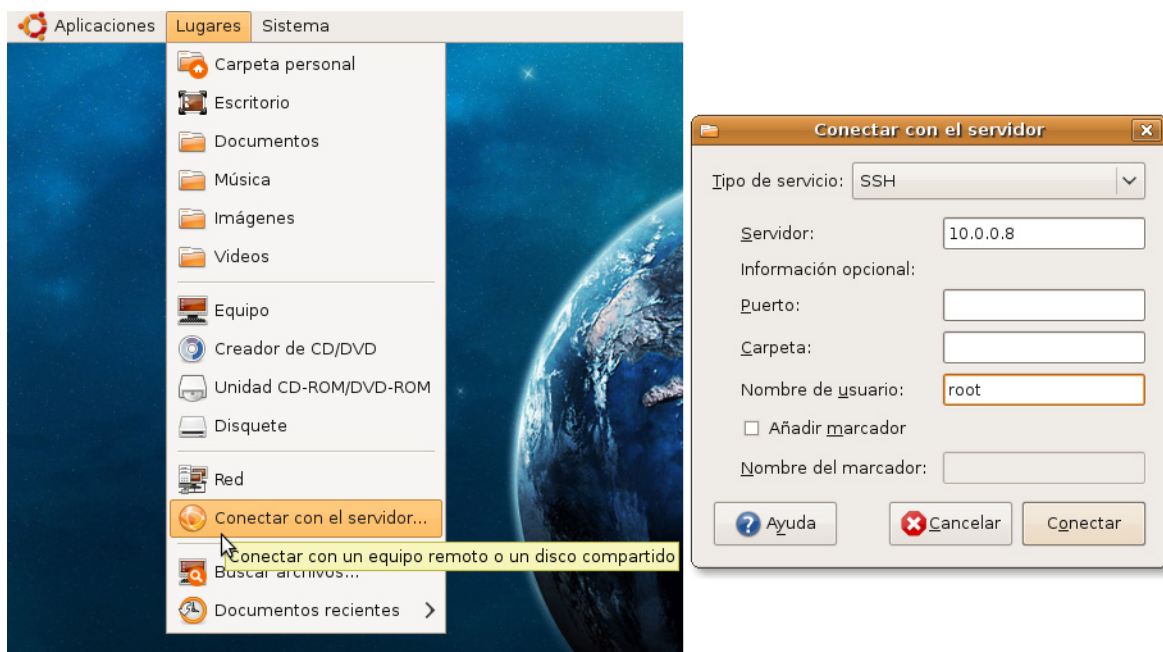 Aplicaciones Lugares Sistema
Carpeta personal
Escritorio
Documentos
Música
Imágenes
Videos
Equipo
Creador de CD/DVD
Unidad CD-ROM/DVD-ROM
Disquete
Red
Conectar con el servidor...
Conectar con un equipo remoto o un disco compartido
Buscar archivos...
Documentos recientes
Conectar con el servidor
Tipo de servicio: SSH
Servidor: 10.0.0.8
Información opcional:
Puerto:
Carpeta:
Nombre de usuario: root
Añadir marcador
Nombre del marcador:
Ayuda Cancelar Conectar